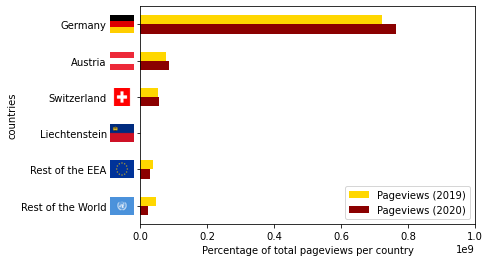 countries
Germany
Austria
Switzerland
Liechtenstein
Rest of the EEA
Rest of the World
Pageviews (2019)
Pageviews (2020)
0.0 0.2 0.4 0.6 0.8 1.0
Percentage of total pageviews per country
1e9